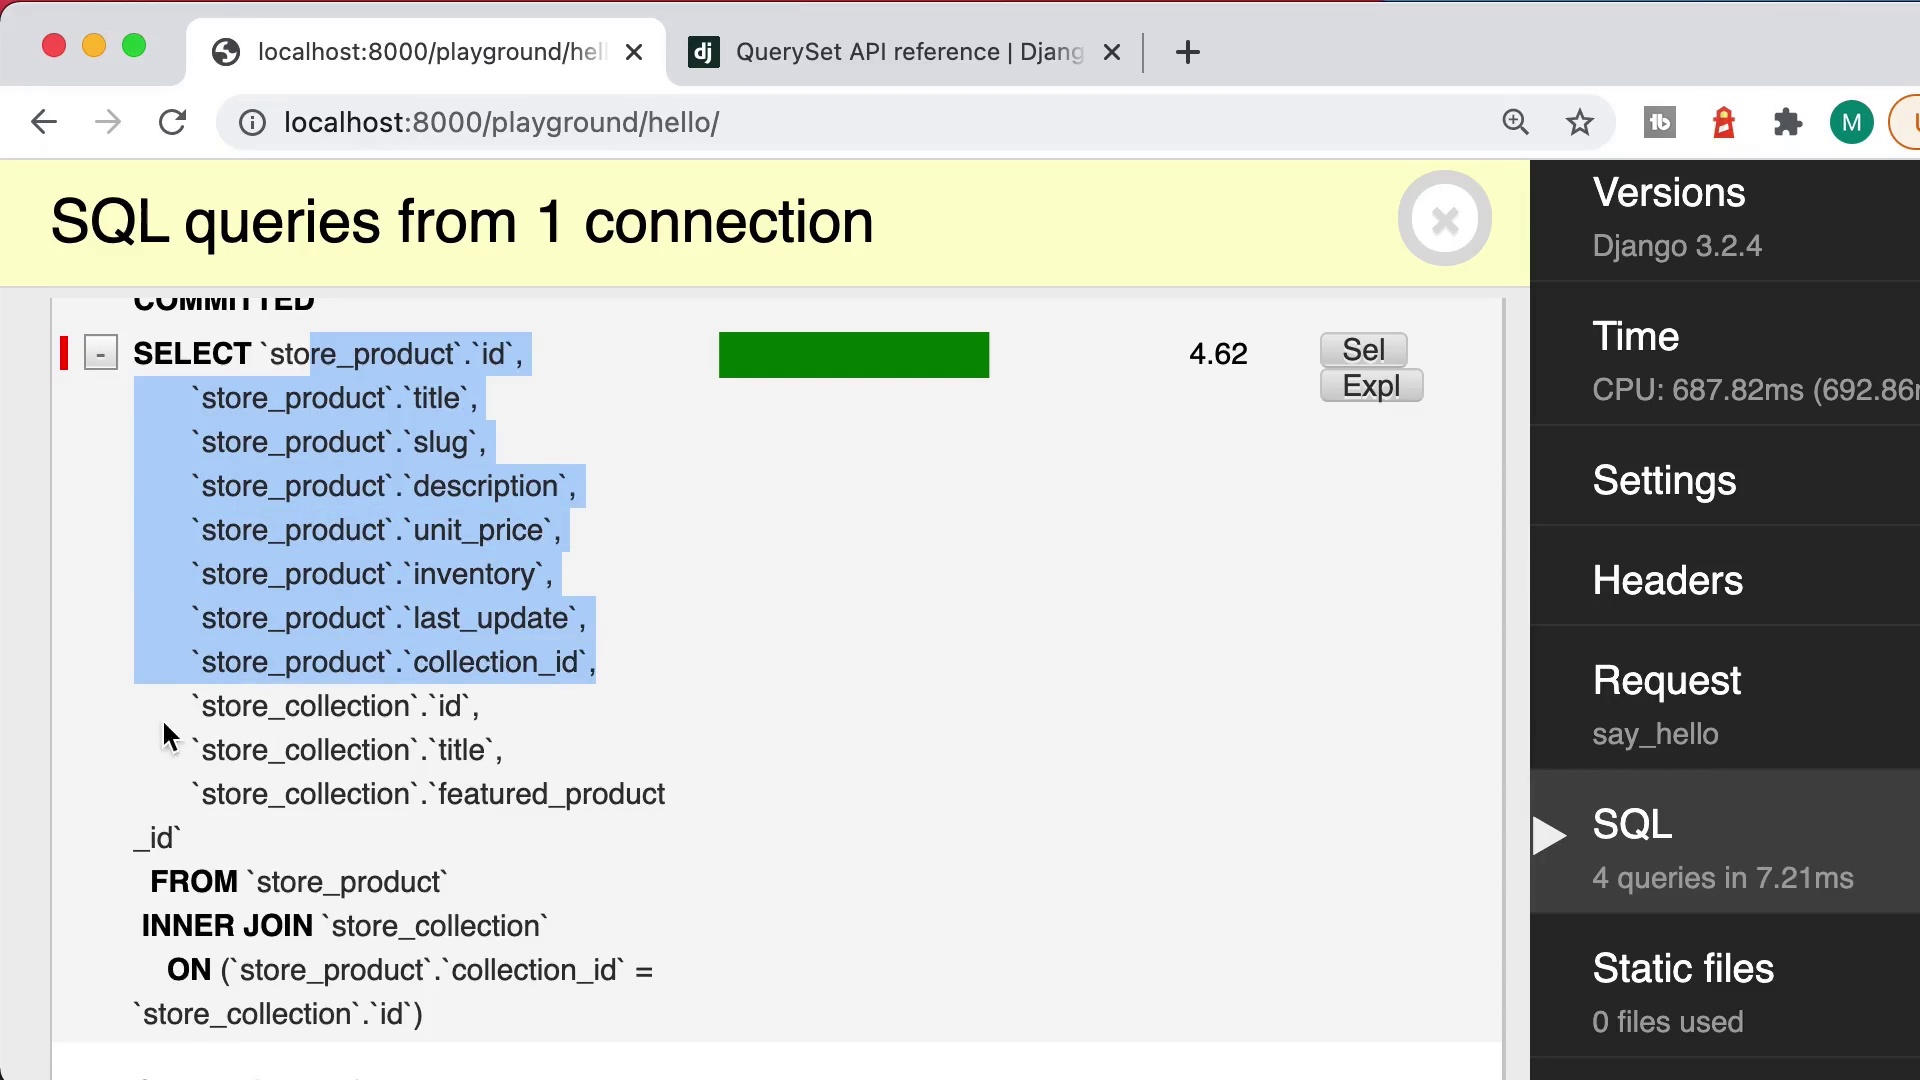 localhost:8000/playground/hel
QuerySet API reference | Djang
localhost:8000/playground/hello/
M
SQL queries from 1 connection
COMMITTED
- SELECT `store_product`.`id`,
`store_product`.`title`,
`store_product`.`slug`,
`store_product`.`description`,
`store_product`.`unit_price`,
`store_product`.`inventory`,
`store_product`.`last_update`,
`store_product`.`collection_id`,
`store_collection`.`id`,
`store_collection`.`title`,
`store_collection`.`featured_product
_id`
FROM `store_product`
INNER JOIN `store_collection`
ON (`store_product`.`collection_id` =
`store_collection`.`id`)
4.62
Sel
Expl
Versions
Django 3.2.4
Time
CPU: 687.82ms (692.86
Settings
Headers
Request
say_hello
SQL
4 queries in 7.21ms
Static files
0 files used